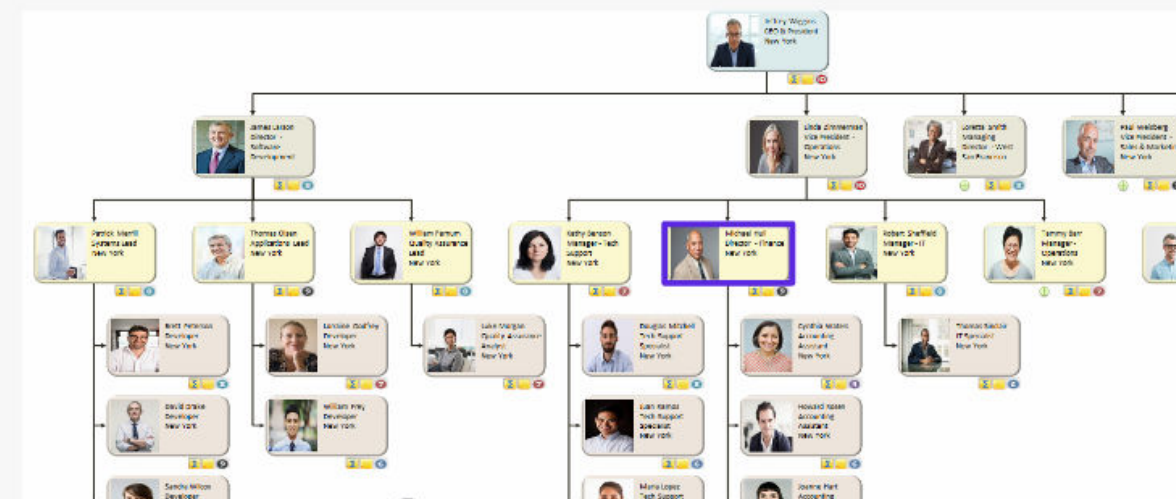 Jeffery Wiggins
CEO & President
New York
James Larson
Director -
Software
Development
Linda Zimmerman
Vice President -
Operations
New York
Loretta Smith
Managing
Director - West
San Francisco
Paul Weisberg
Vice President -
Sales & Marketi
New York
Patrick Merrill
Systems Lead
New York
Thomas Olsen
Applications Lead
New York
William Farnum
Quality Assurance
Lead
New York
Kathy Benson
Manager - Tech
Support
New York
Michael Hull
Director - Finance
New York
Robert Sheffield
Manager - IT
New York
Tammy Barr
Manager -
Operations
New York
Brett Peterson
Developer
New York
Lorraine Godfrey
Developer
New York
Luke Morgan
Quality Assurance
Analyst
New York
Douglas Mitchell
Tech Support
Specialist
New York
Cynthia Waters
Accounting
Assistant
New York
Thomas Sinclair
IT Specialist
New York
David Drake
Developer
New York
William Frey
Developer
New York
Juan Ramos
Tech Support
Specialist
New York
Howard Rosen
Accounting
Assistant
New York
Sandra Wilcox
Developer
Maria Lopez
Tech Support
Joanne Hart
Accounting